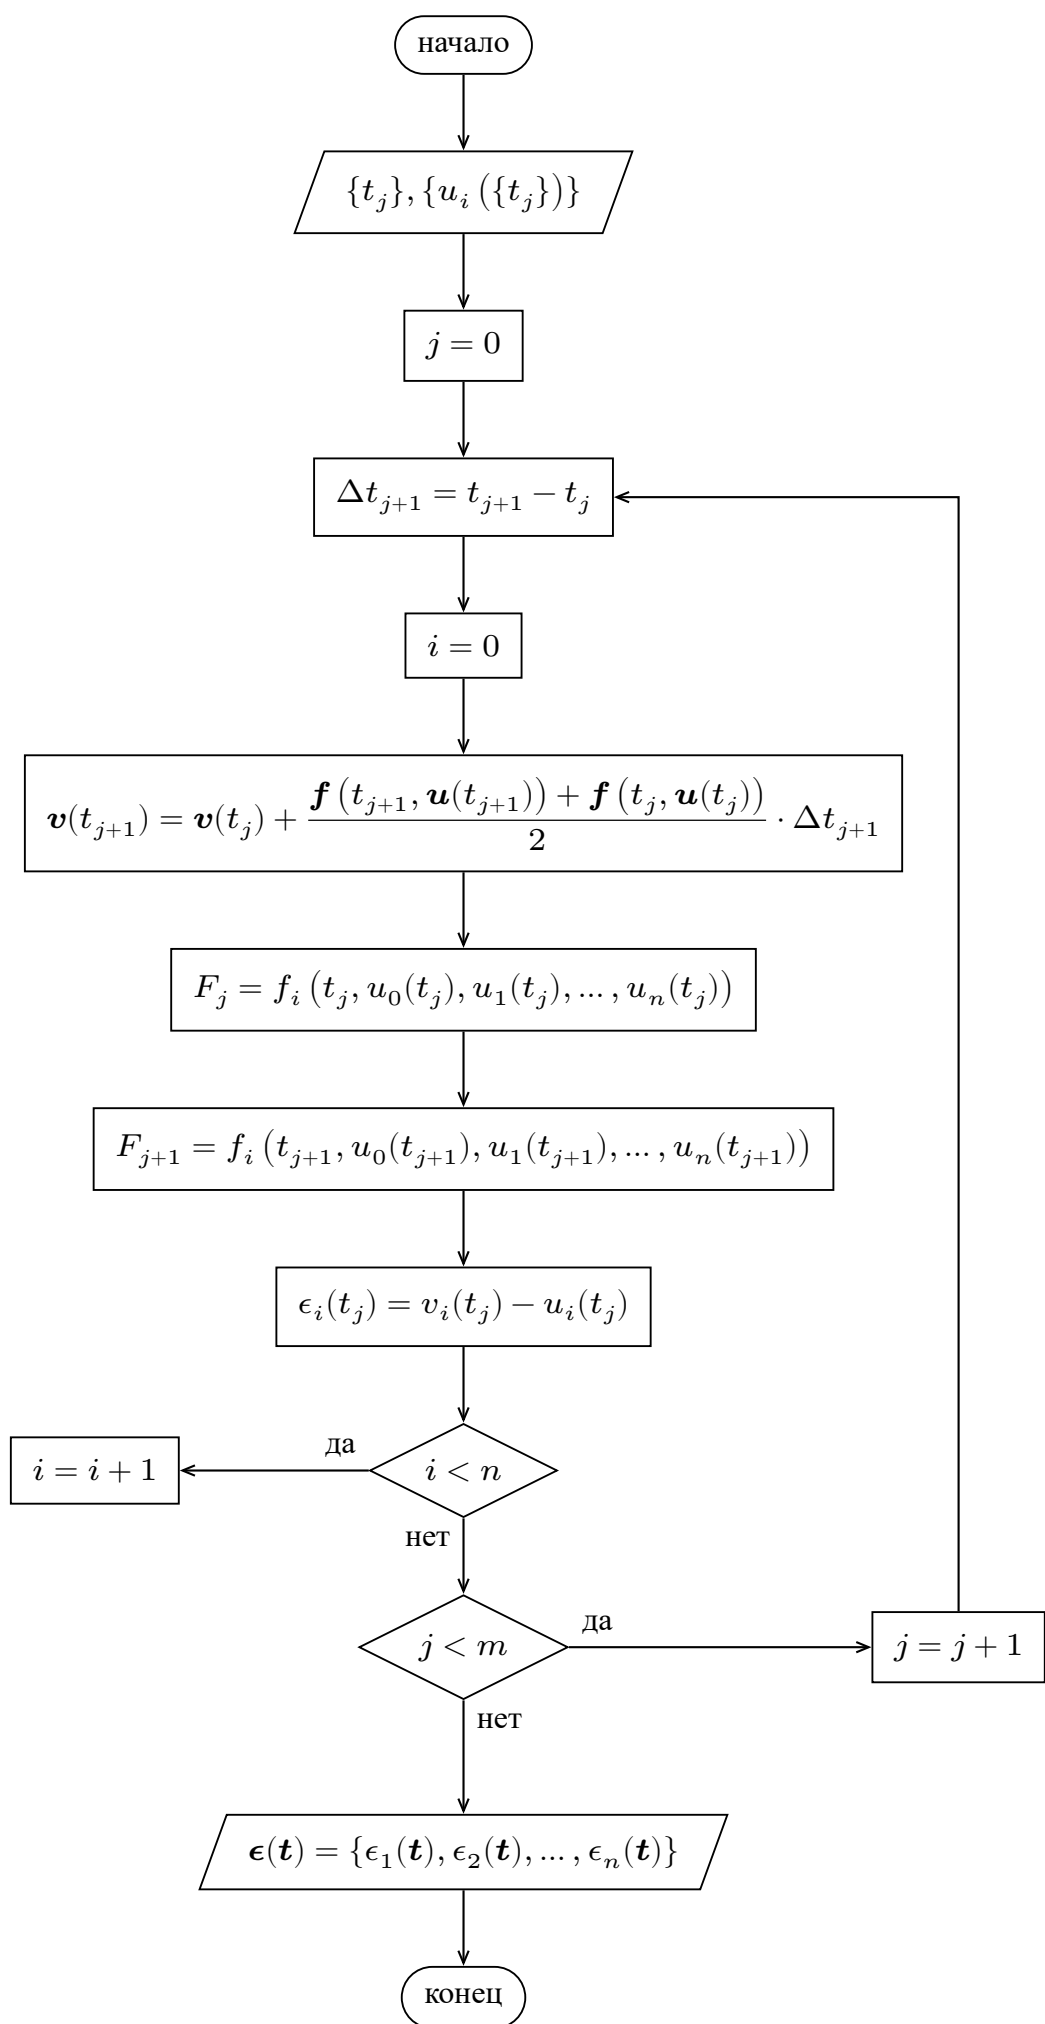 начало
{t_j}, {u_i ({t_j})}
j = 0
Δt_{j+1} = t_{j+1} − t_j
i = 0
𝒗(t_{j+1}) = 𝒗(t_j) + \frac{𝒇 (t_{j+1}, 𝒖(t_{j+1})) + 𝒇 (t_j, 𝒖(t_j))}{2} · Δt_{j+1}
F_j = f_i (t_j, u_0(t_j), u_1(t_j), ... , u_n(t_j))
F_{j+1} = f_i (t_{j+1}, u_0(t_{j+1}), u_1(t_{j+1}), ... , u_n(t_{j+1}))
ϵ_i(t_j) = v_i(t_j) − u_i(t_j)
да
i = i + 1
i < n
нет
да
j < m
j = j + 1
нет
𝝐(𝒕) = {ϵ_1(𝒕), ϵ_2(𝒕), ... , ϵ_n(𝒕)}
конец